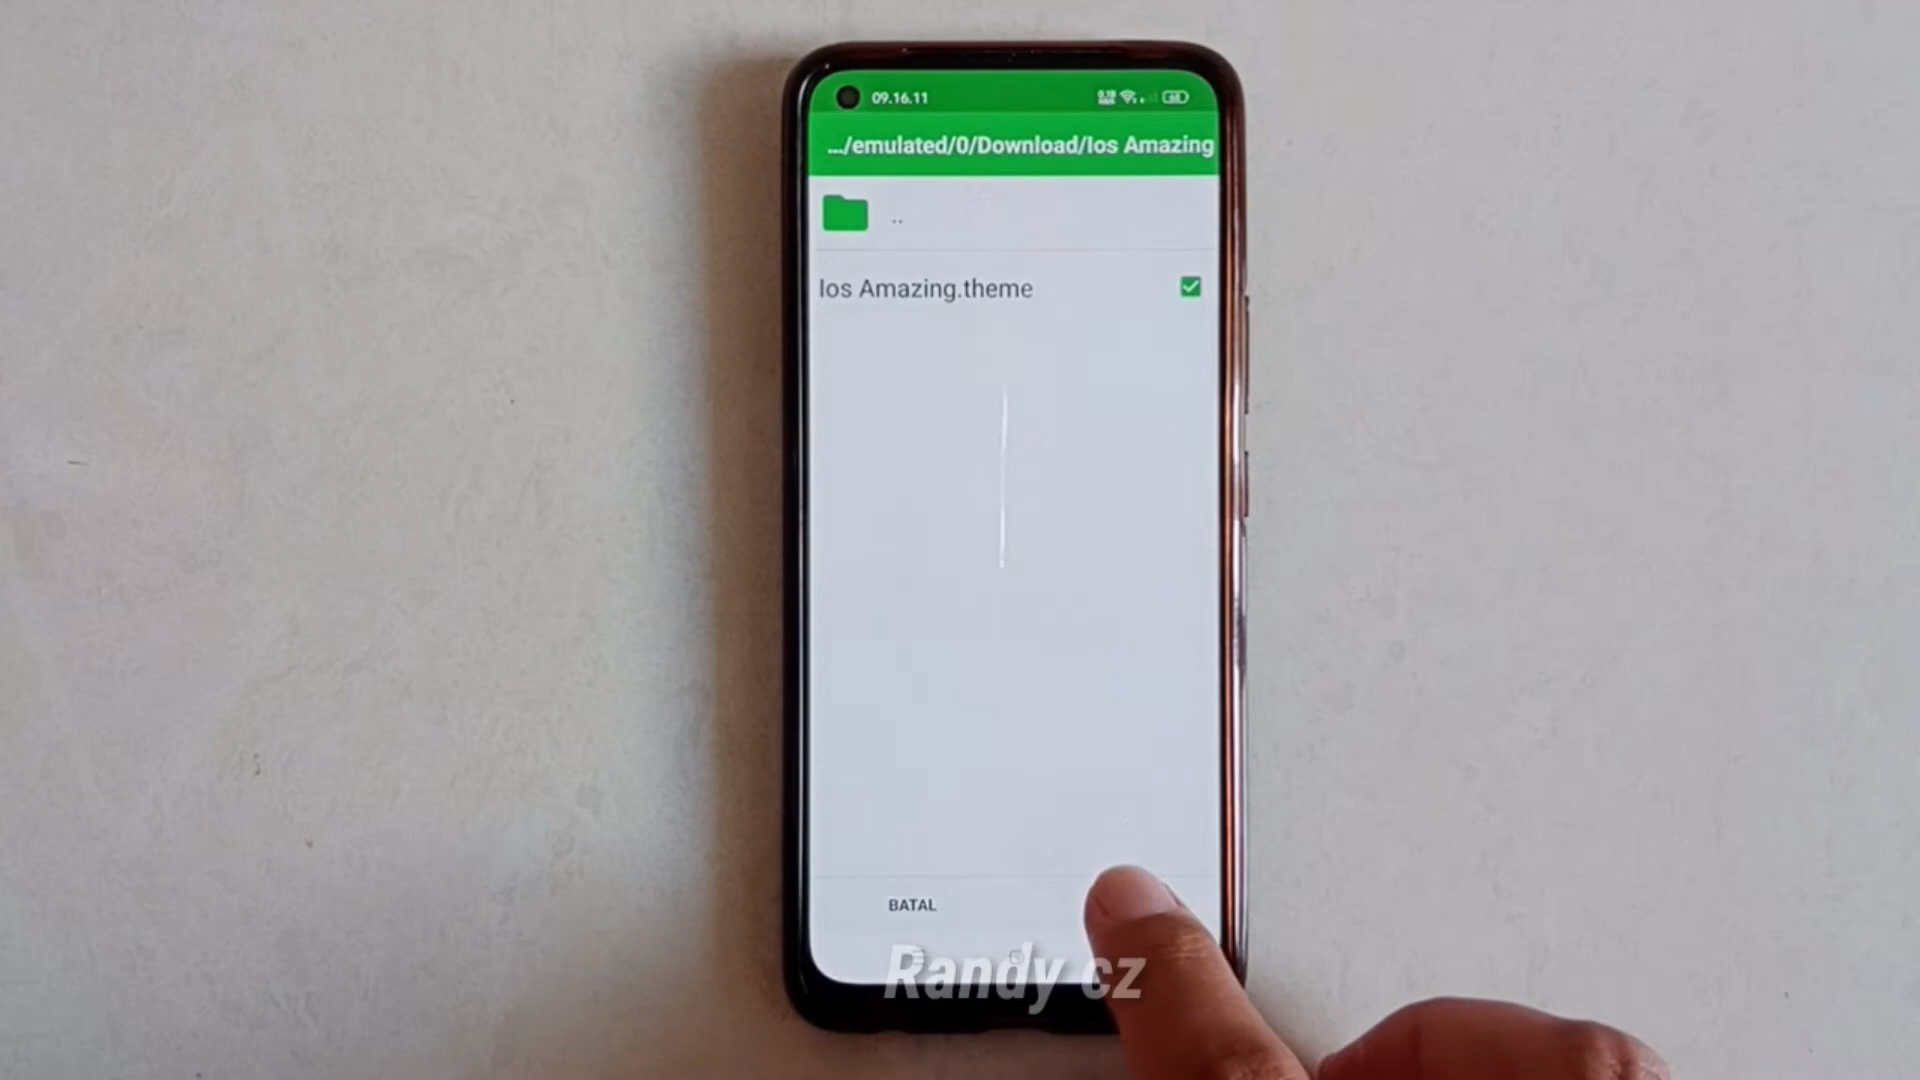 09.16.11
.../emulated/0/Download/Ios Amazing
..
Ios Amazing.theme
BATAL
Randy cz